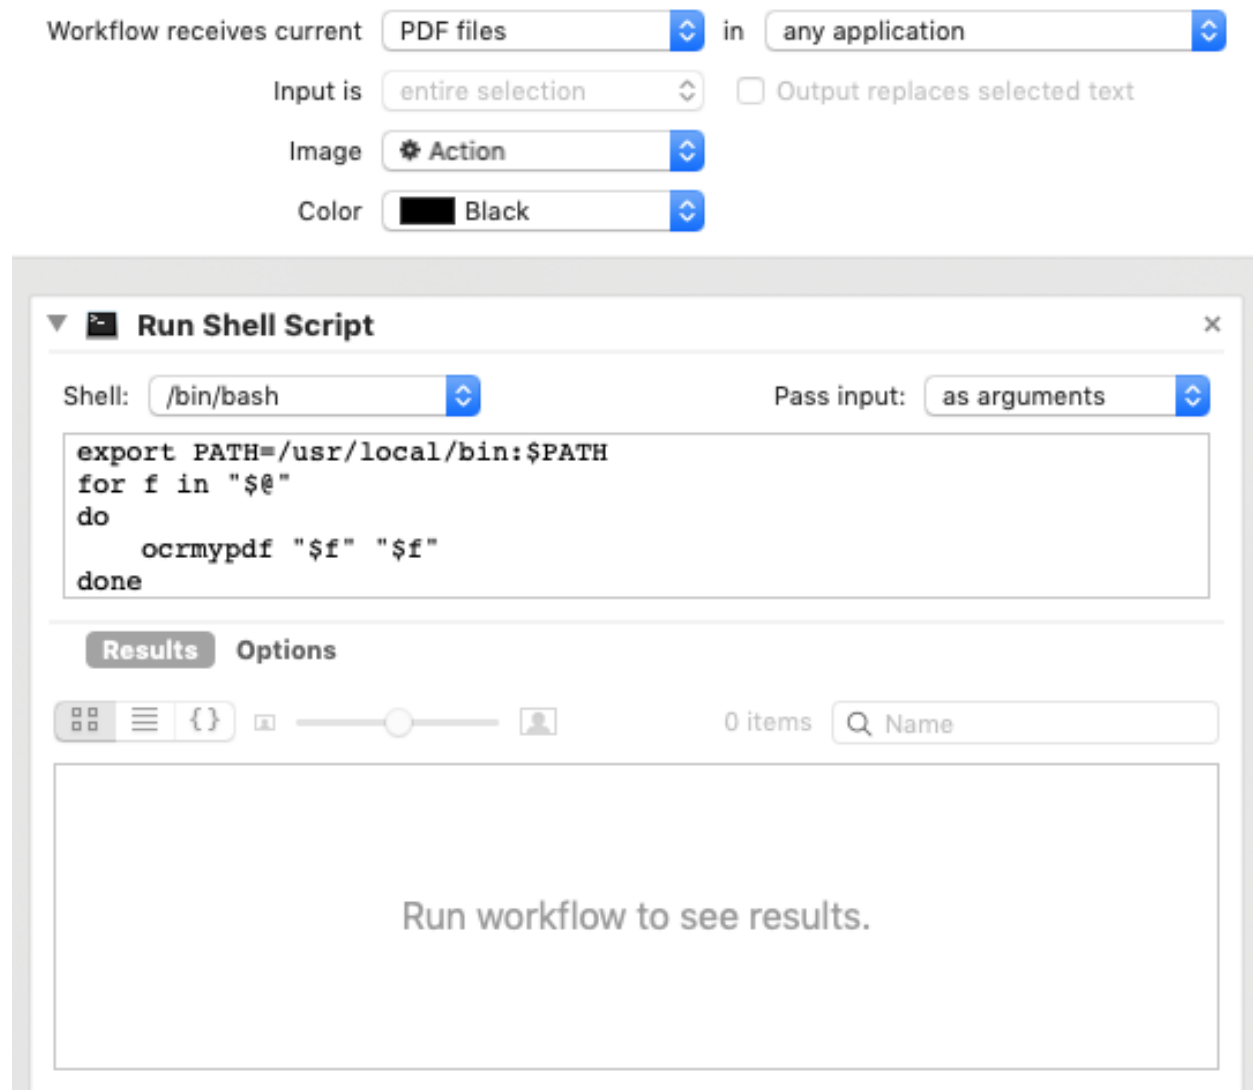 Workflow receives current PDF files in any application
Input is entire selection Output replaces selected text
Image Action
Color Black
Run Shell Script
Shell: /bin/bash Pass input: as arguments
export PATH=/usr/local/bin:$PATH
for f in "$@"
do
    ocrmypdf "$f" "$f"
done
Results Options
{} 0 items Name
Run workflow to see results.